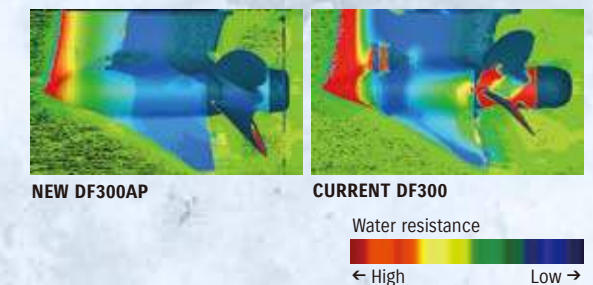 NEW DF300AP
CURRENT DF300
Water resistance
← High
Low →